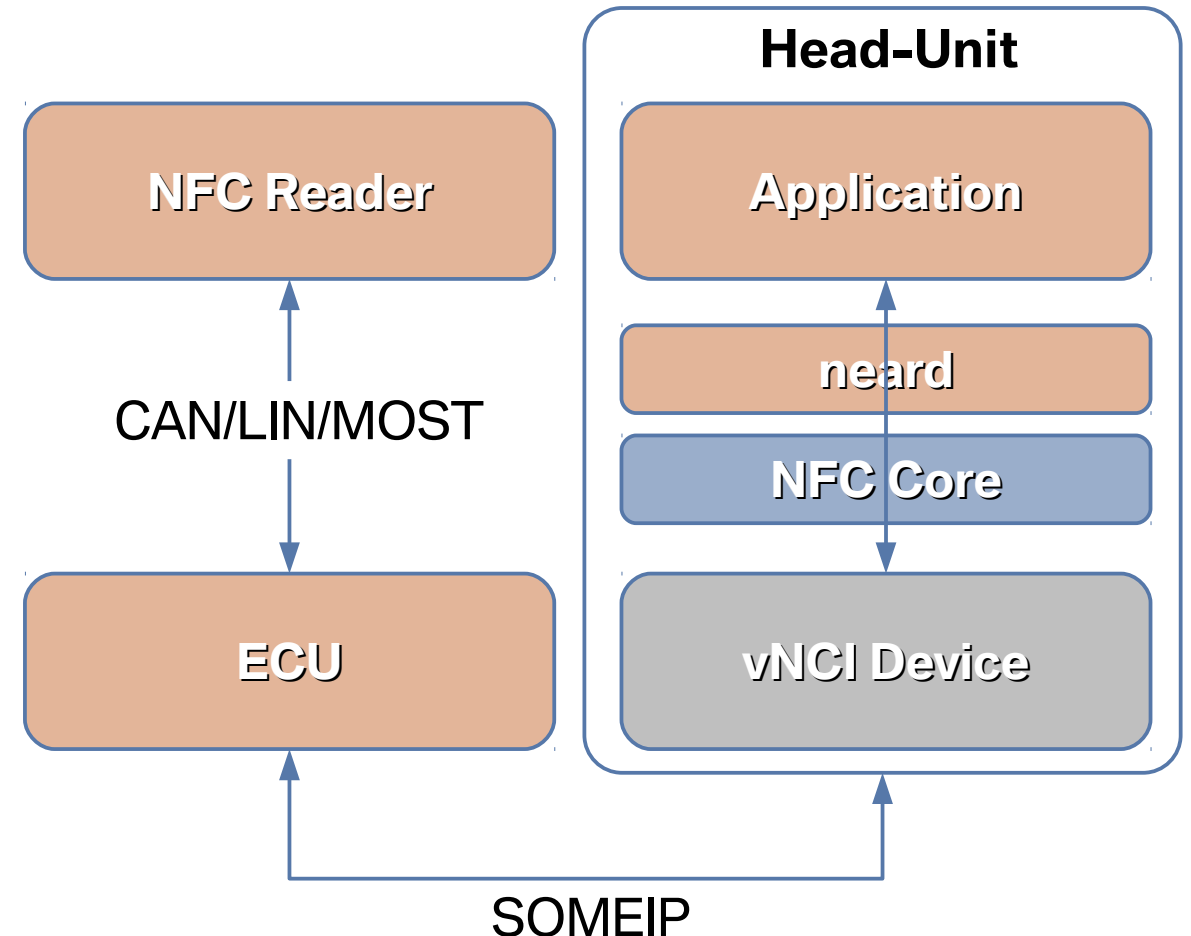 Head-Unit
NFC Reader
Application
neard
CAN/LIN/MOST
NFC Core
ECU
vNCI Device
SOMEIP